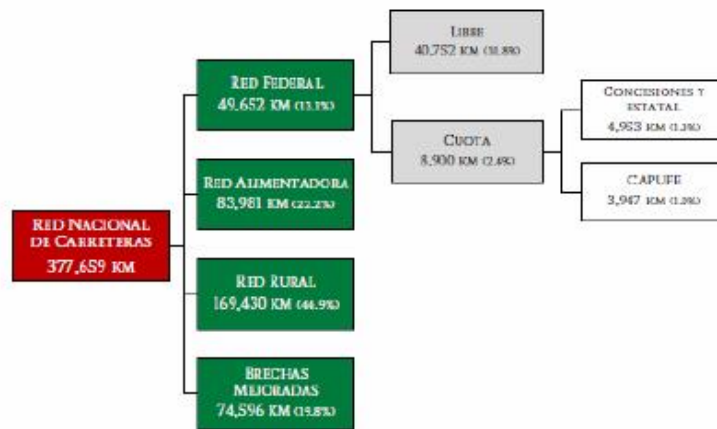 RED NACIONAL
DE CARRETERAS
377,659 KM
RED FEDERAL
49,652 KM (13.1%)
RED ALIMENTADORA
83,981 KM (22.2%)
RED RURAL
169,430 KM (44.9%)
BRECHAS
MEJORADAS
74,596 KM (19.8%)
LIBRE
40,752 KM (10.8%)
CUOTA
8,900 KM (2.4%)
CONCESIONES Y
ESTATAL
4,953 KM (1.3%)
CAPUFE
3,947 KM (1.0%)